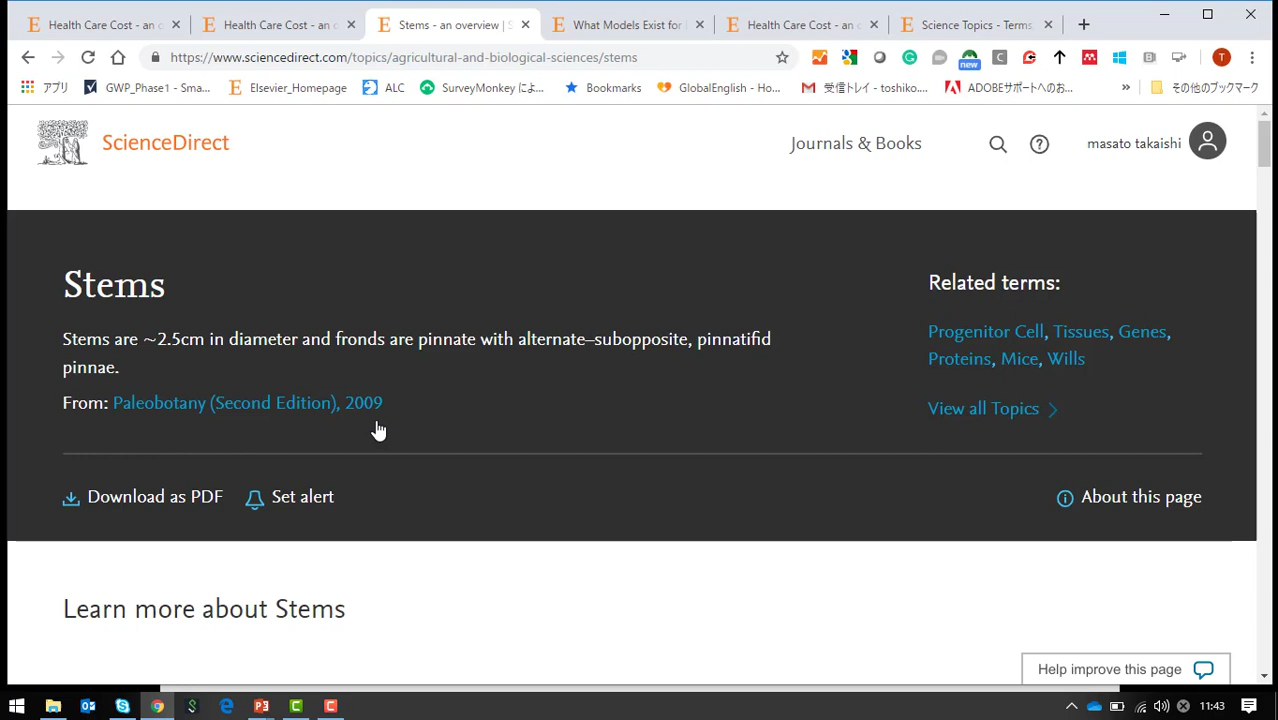 Health Care Cost - an o
Health Care Cost - an o
Stems - an overview | S
What Models Exist for
Health Care Cost - an o
Science Topics - Terms,
https://www.sciencedirect.com/topics/agricultural-and-biological-sciences/stems
new
T
アプリ
GWP_Phase1 - Sma...
Elsevier_Homepage
ALC
SurveyMonkey によ...
Bookmarks
GlobalEnglish - Ho...
受信トレイ - toshiko....
ADOBEサポートへのお...
»
その他のブックマーク
ScienceDirect
Journals & Books
masato takaishi
Stems
Stems are ~2.5cm in diameter and fronds are pinnate with alternate–subopposite, pinnatifid
pinnae.
From: Paleobotany (Second Edition), 2009
Related terms:
Progenitor Cell, Tissues, Genes,
Proteins, Mice, Wills
View all Topics
Download as PDF
Set alert
About this page
Learn more about Stems
Help improve this page
11:43